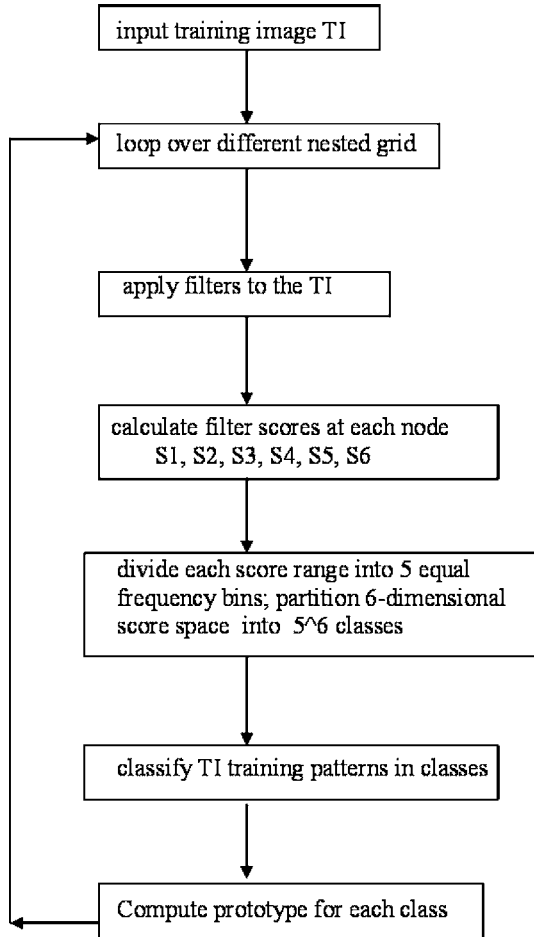 input training image TI
loop over different nested grid
apply filters to the TI
calculate filter scores at each node
S1, S2, S3, S4, S5, S6
divide each score range into 5 equal
frequency bins; partition 6-dimensional
score space into 5^6 classes
classify TI training patterns in classes
Compute prototype for each class